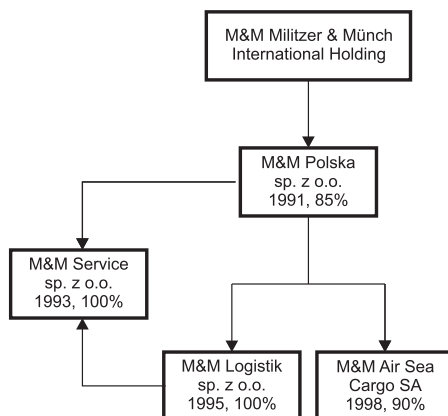 M&M Militzer & Münch
International Holding
M&M Polska
sp. z o.o.
1991, 85%
M&M Service
sp. z o.o.
1993, 100%
M&M Logistik
sp. z o.o.
1995, 100%
M&M Air Sea
Cargo SA
1998, 90%